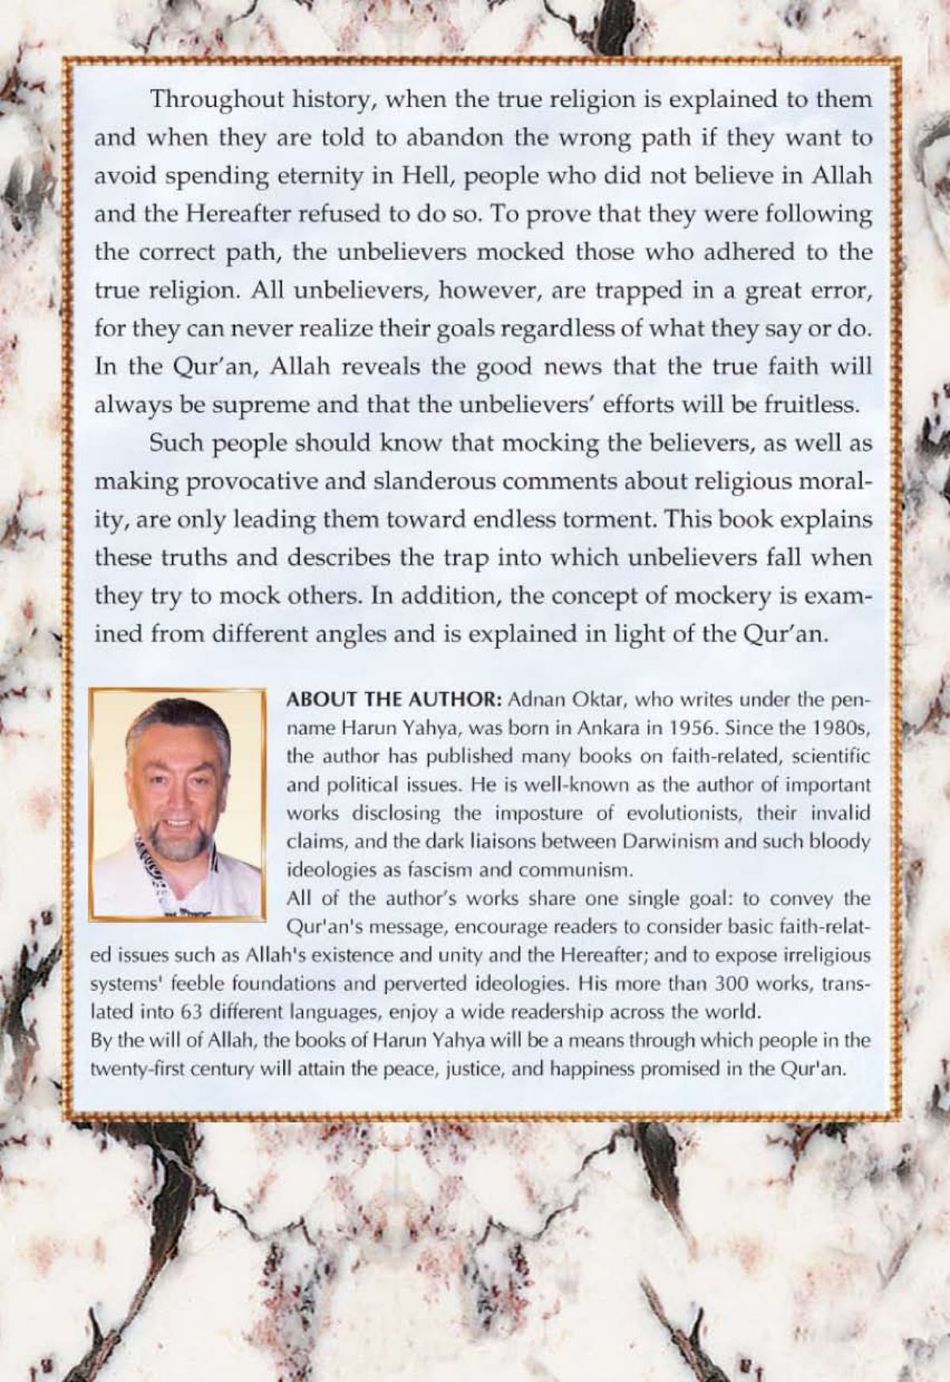 Throughout history, when the true religion is explained to them
and when they are told to abandon the wrong path if they want to
avoid spending eternity in Hell, people who did not believe in Allah
and the Hereafter refused to do so. To prove that they were following
the correct path, the unbelievers mocked those who adhered to the
true religion. All unbelievers, however, are trapped in a great error,
for they can never realize their goals regardless of what they say or do.
In the Qur'an, Allah reveals the good news that the true faith will
always be supreme and that the unbelievers' efforts will be fruitless.
Such people should know that mocking the believers, as well as
making provocative and slanderous comments about religious moral-
ity, are only leading them toward endless torment. This book explains
these truths and describes the trap into which unbelievers fall when
they try to mock others. In addition, the concept of mockery is exam-
ined from different angles and is explained in light of the Qur'an.
ABOUT THE AUTHOR: Adnan Oktar, who writes under the pen-
name Harun Yahya, was born in Ankara in 1956. Since the 1980s,
the author has published many books on faith-related, scientific
and political issues. He is well-known as the author of important
works disclosing the imposture of evolutionists, their invalid
claims, and the dark liaisons between Darwinism and such bloody
ideologies as fascism and communism.
All of the author's works share one single goal: to convey the
Qur'an's message, encourage readers to consider basic faith-relat-
ed issues such as Allah's existence and unity and the Hereafter; and to expose irreligious
systems' feeble foundations and perverted ideologies. His more than 300 works, trans-
lated into 63 different languages, enjoy a wide readership across the world.
By the will of Allah, the books of Harun Yahya will be a means through which people in the
twenty-first century will attain the peace, justice, and happiness promised in the Qur'an.